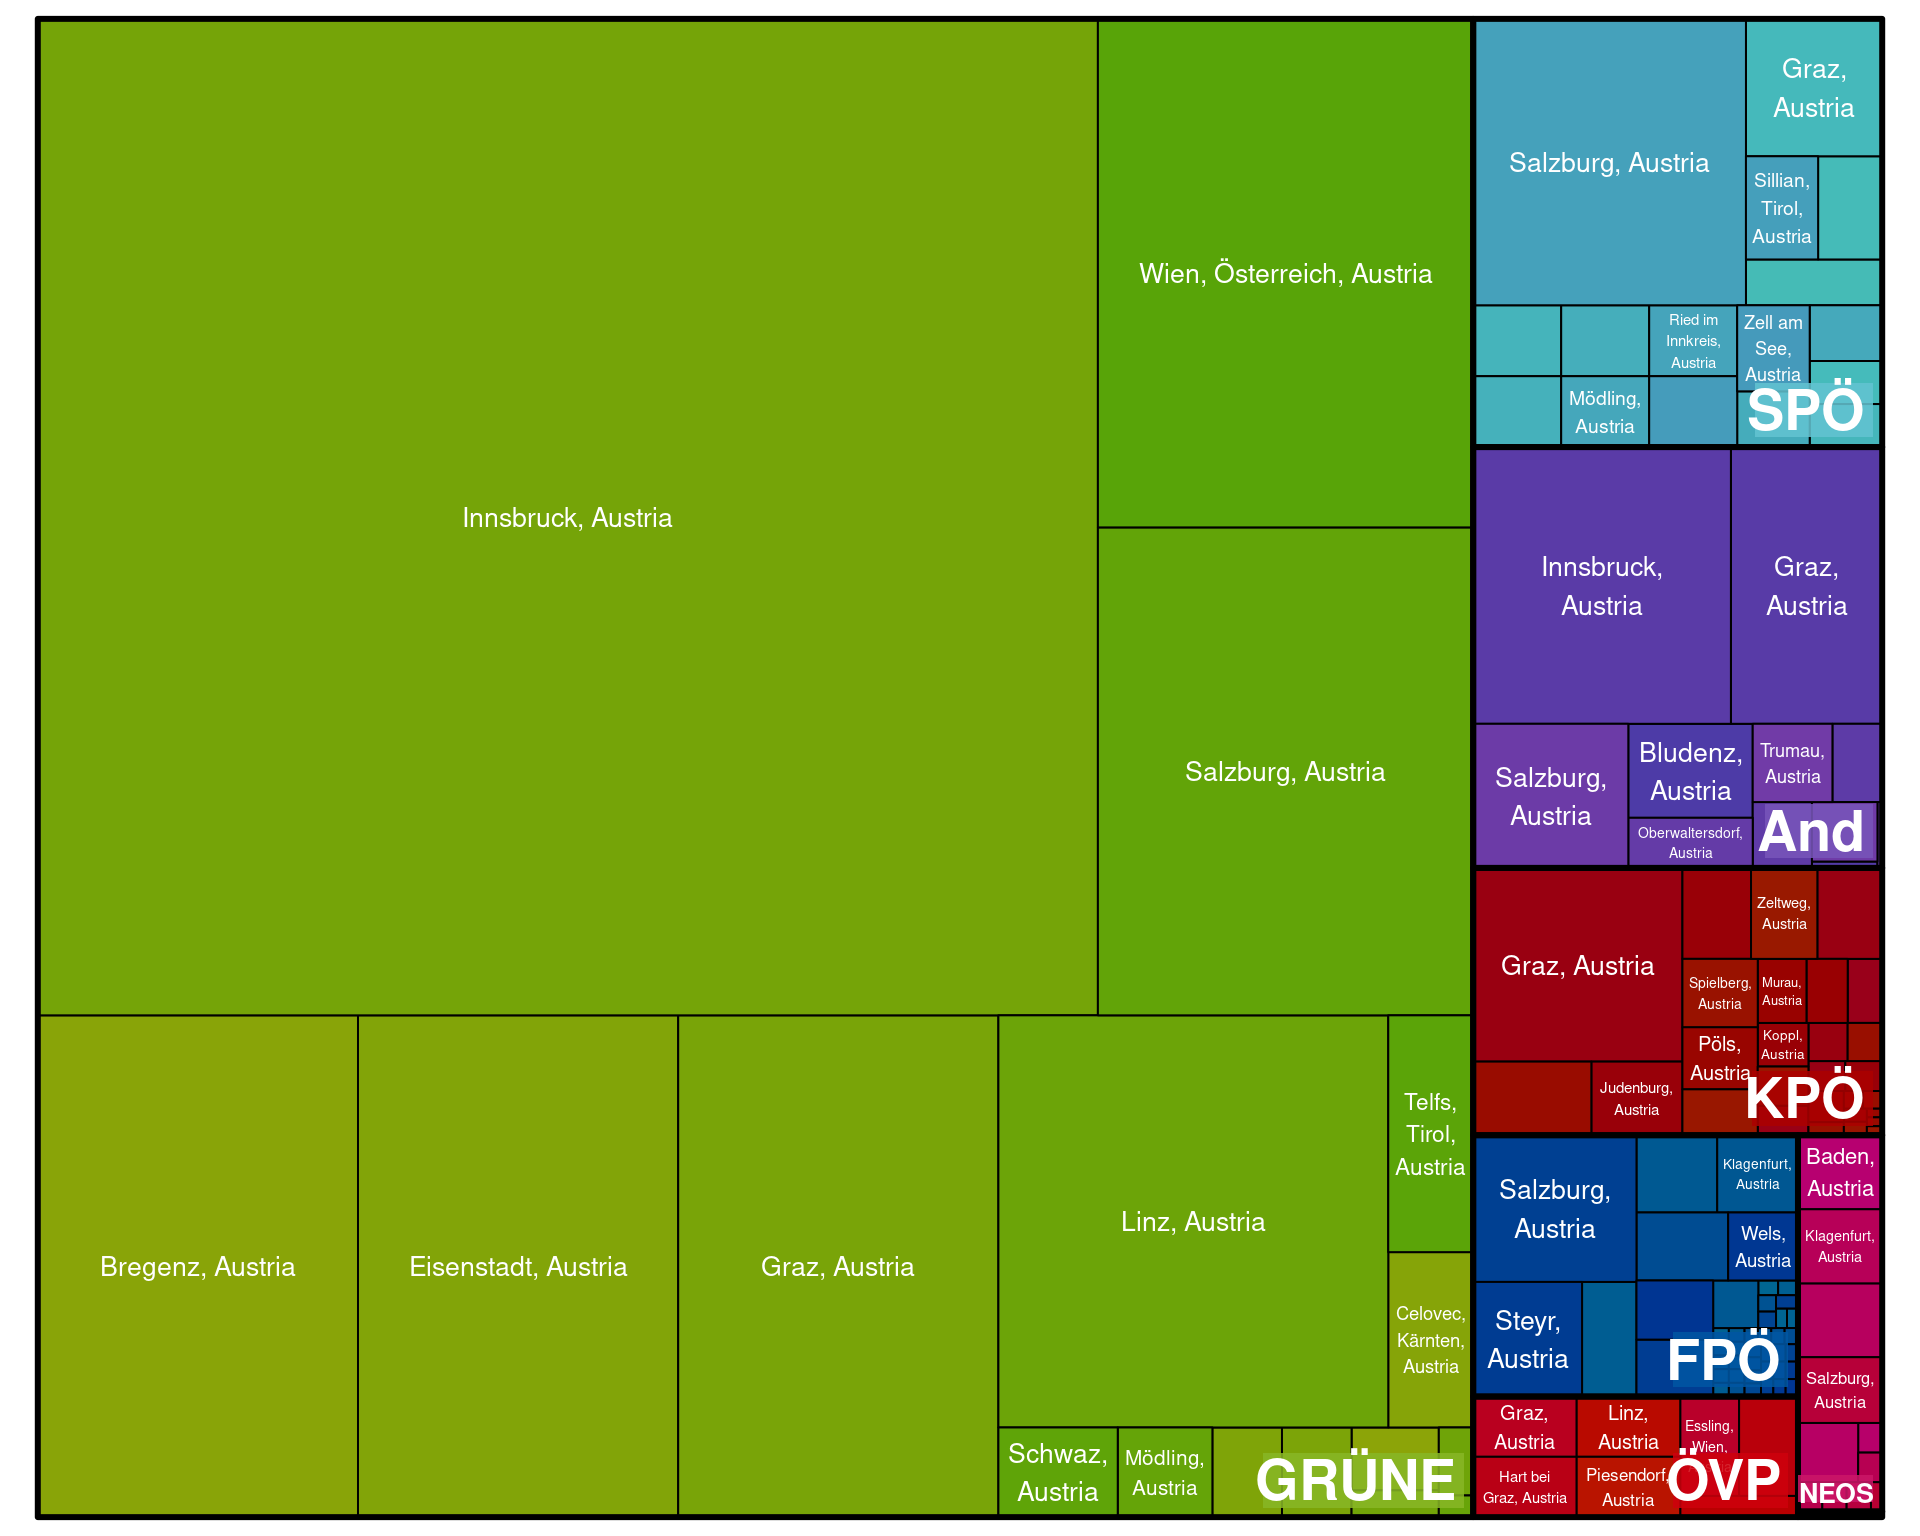 Innsbruck, Austria
Wien, Österreich, Austria
Salzburg, Austria
Bregenz, Austria
Eisenstadt, Austria
Graz, Austria
Linz, Austria
Telfs,
Tirol,
Austria
Celovec,
Kärnten,
Austria
Schwaz,
Austria
Mödling,
Austria
GRÜNE
Salzburg, Austria
Graz,
Austria
Sillian,
Tirol,
Austria
Ried im
Innkreis,
Austria
Zell am
See,
Austria
Mödling,
Austria
SPÖ
Innsbruck,
Austria
Graz,
Austria
Salzburg,
Austria
Bludenz,
Austria
Trumau,
Austria
Oberwaltersdorf,
Austria
And
Graz, Austria
Zeltweg,
Austria
Spielberg,
Austria
Murau,
Austria
Pöls,
Austria
Koppl,
Austria
Judenburg,
Austria
KPÖ
Salzburg,
Austria
Klagenfurt,
Austria
Wels,
Austria
Steyr,
Austria
FPÖ
Baden,
Austria
Klagenfurt,
Austria
Salzburg,
Austria
NEOS
Graz,
Austria
Linz,
Austria
Essling,
Wien,
Hart bei
Graz, Austria
Piesendorf,
Austria
ÖVP